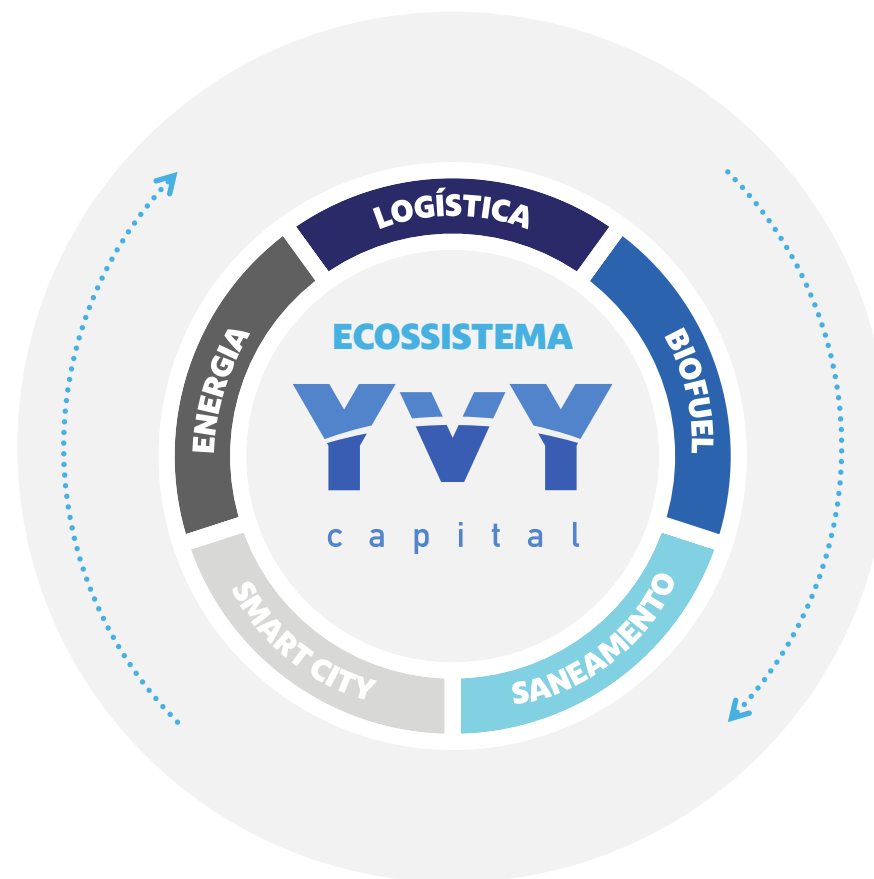 LOGÍSTICA
BIOFUEL
SANEAMENTO
SMART CITY
ENERGIA
ECOSSISTEMA
YVY
capital